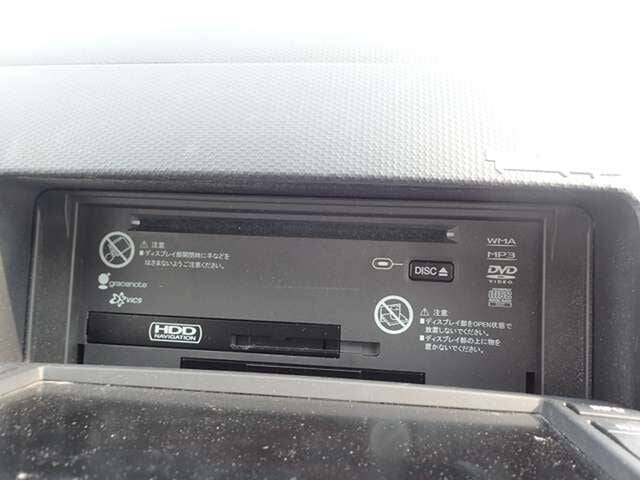 ⚠ 注意
■ディスプレイ部開閉時に手などを
はさまないようご注意ください。
gracenote
VICS
HDD
NAVIGATION
DISC
WMA
MP3
DVD
VIDEO
⚠ 注意
■ディスプレイ部をOPEN状態で
放置しないでください。
■ディスプレイ部の上に物を
置かないでください。